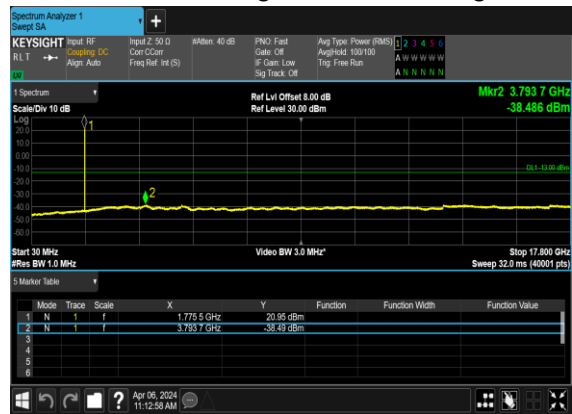 Spectrum Analyzer 1
Swept SA
+
KEYSIGHT Input: RF Input Z: 50 Ω #Atten: 40 dB PNO: Fast Avg Type: Power (RMS) 1 2 3 4 5 6
RLT Coupling: DC Corr CCorr Gate: Off Avg|Hold: 100/100 A W W W W W
Align: Auto Freq Ref: Int (S) IF Gain: Low Trig: Free Run
LW Sig Track: Off A N N N N N
1 Spectrum Ref Lvl Offset 8.00 dB Mkr2 3.793 7 GHz
Scale/Div 10 dB Ref Level 30.00 dBm -38.486 dBm
Log
1
20.0
10.0
0.00
-10.0 DL1 -13.00 dBm
-20.0
-30.0 2
-40.0
-50.0
-60.0
Start 30 MHz Video BW 3.0 MHz* Stop 17.800 GHz
#Res BW 1.0 MHz Sweep 32.0 ms (40001 pts)
5 Marker Table
Mode Trace Scale X Y Function Function Width Function Value
1 N 1 f 1.775 5 GHz 20.95 dBm
2 N 1 f 3.793 7 GHz -38.49 dBm
3
4
5
6
? Apr 06, 2024
11:12:58 AM